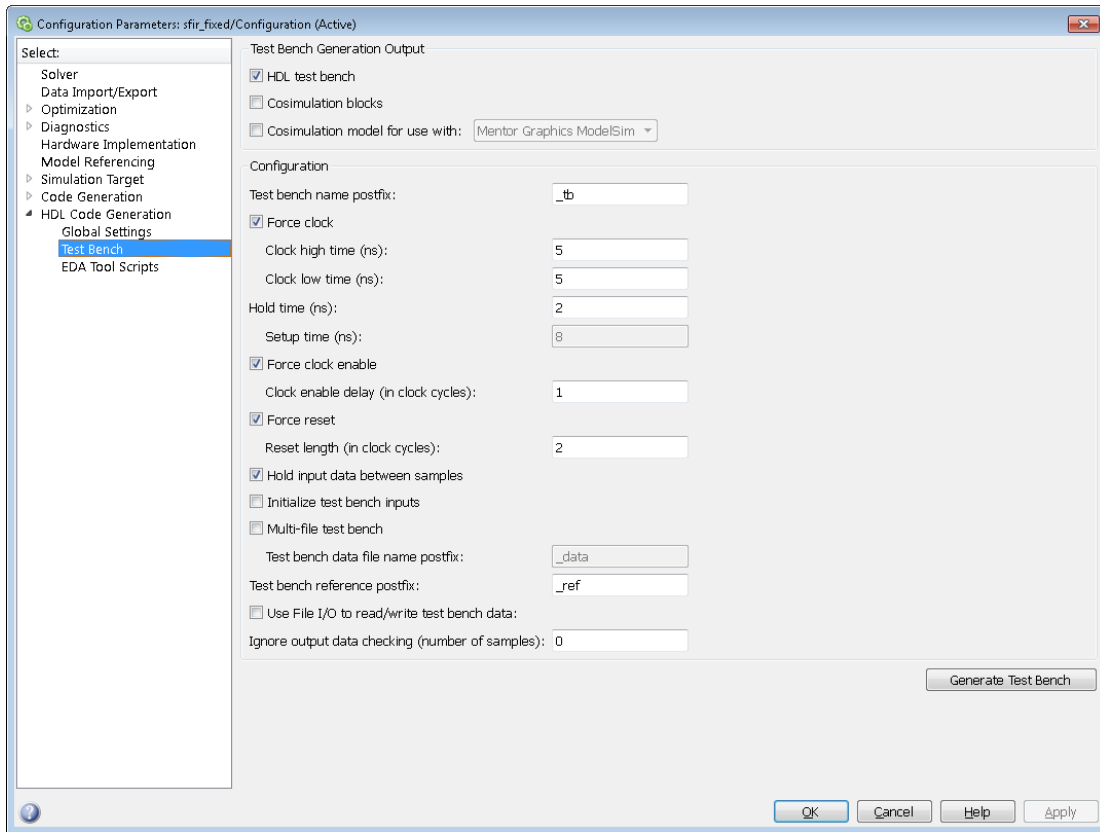 Configuration Parameters: sfir_fixed/Configuration (Active)
Select:
Solver
Data Import/Export
Optimization
Diagnostics
Hardware Implementation
Model Referencing
Simulation Target
Code Generation
HDL Code Generation
Global Settings
Test Bench
EDA Tool Scripts
Test Bench Generation Output
HDL test bench
Cosimulation blocks
Cosimulation model for use with: Mentor Graphics ModelSim
Configuration
Test bench name postfix: _tb
Force clock
Clock high time (ns): 5
Clock low time (ns): 5
Hold time (ns): 2
Setup time (ns): 8
Force clock enable
Clock enable delay (in clock cycles): 1
Force reset
Reset length (in clock cycles): 2
Hold input data between samples
Initialize test bench inputs
Multi-file test bench
Test bench data file name postfix: _data
Test bench reference postfix: _ref
Use File I/O to read/write test bench data:
Ignore output data checking (number of samples): 0
Generate Test Bench
OK Cancel Help Apply